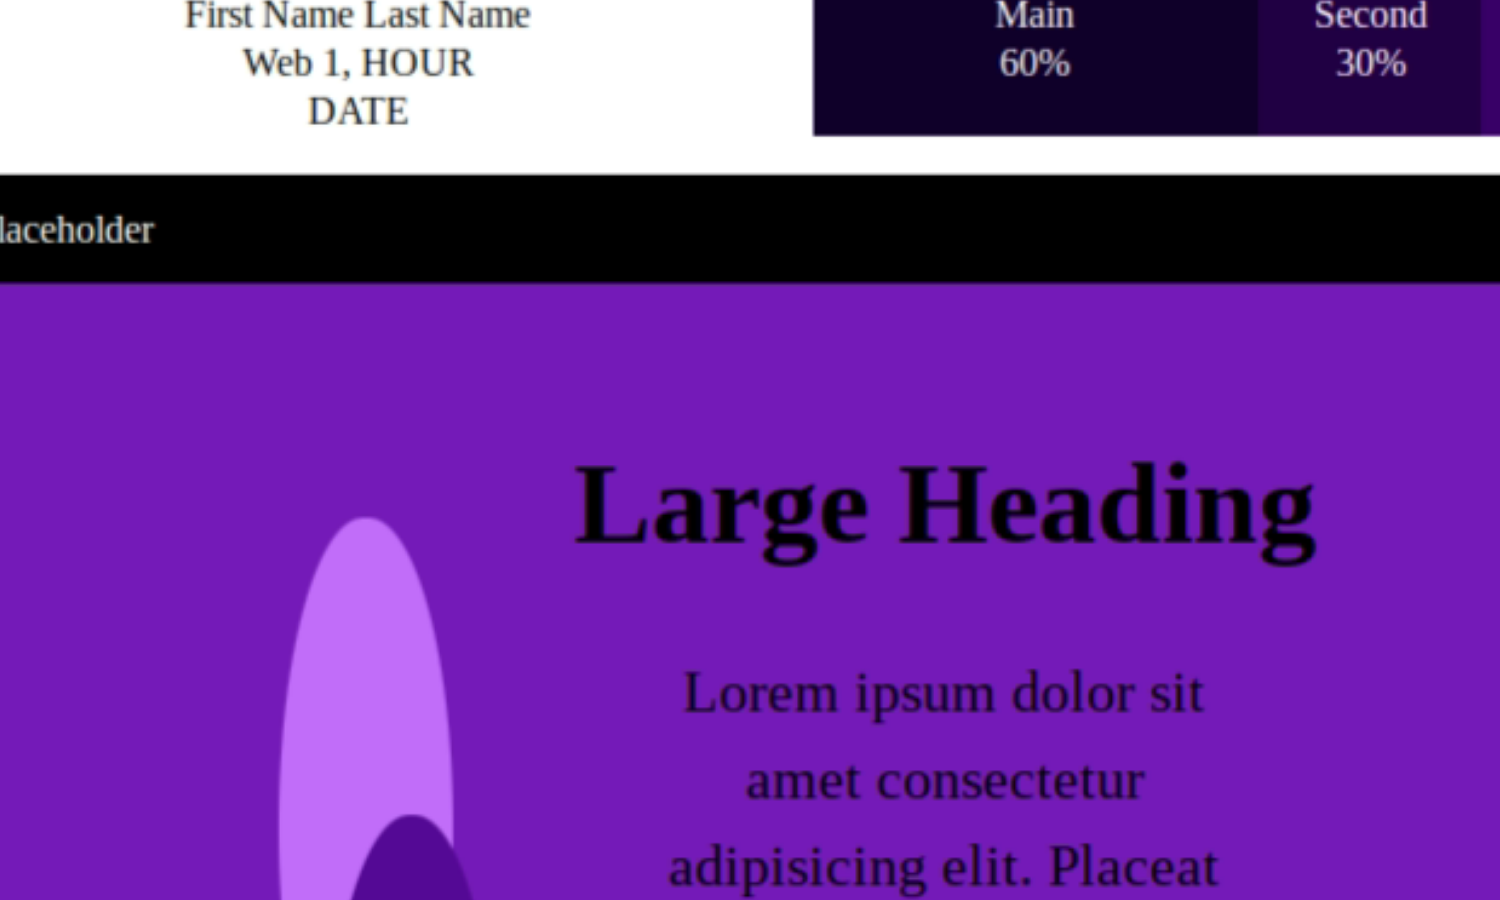 First Name Last Name
Web 1, HOUR
DATE
Main
60%
Second
30%
laceholder
Large Heading
Lorem ipsum dolor sit
amet consectetur
adipisicing elit. Placeat